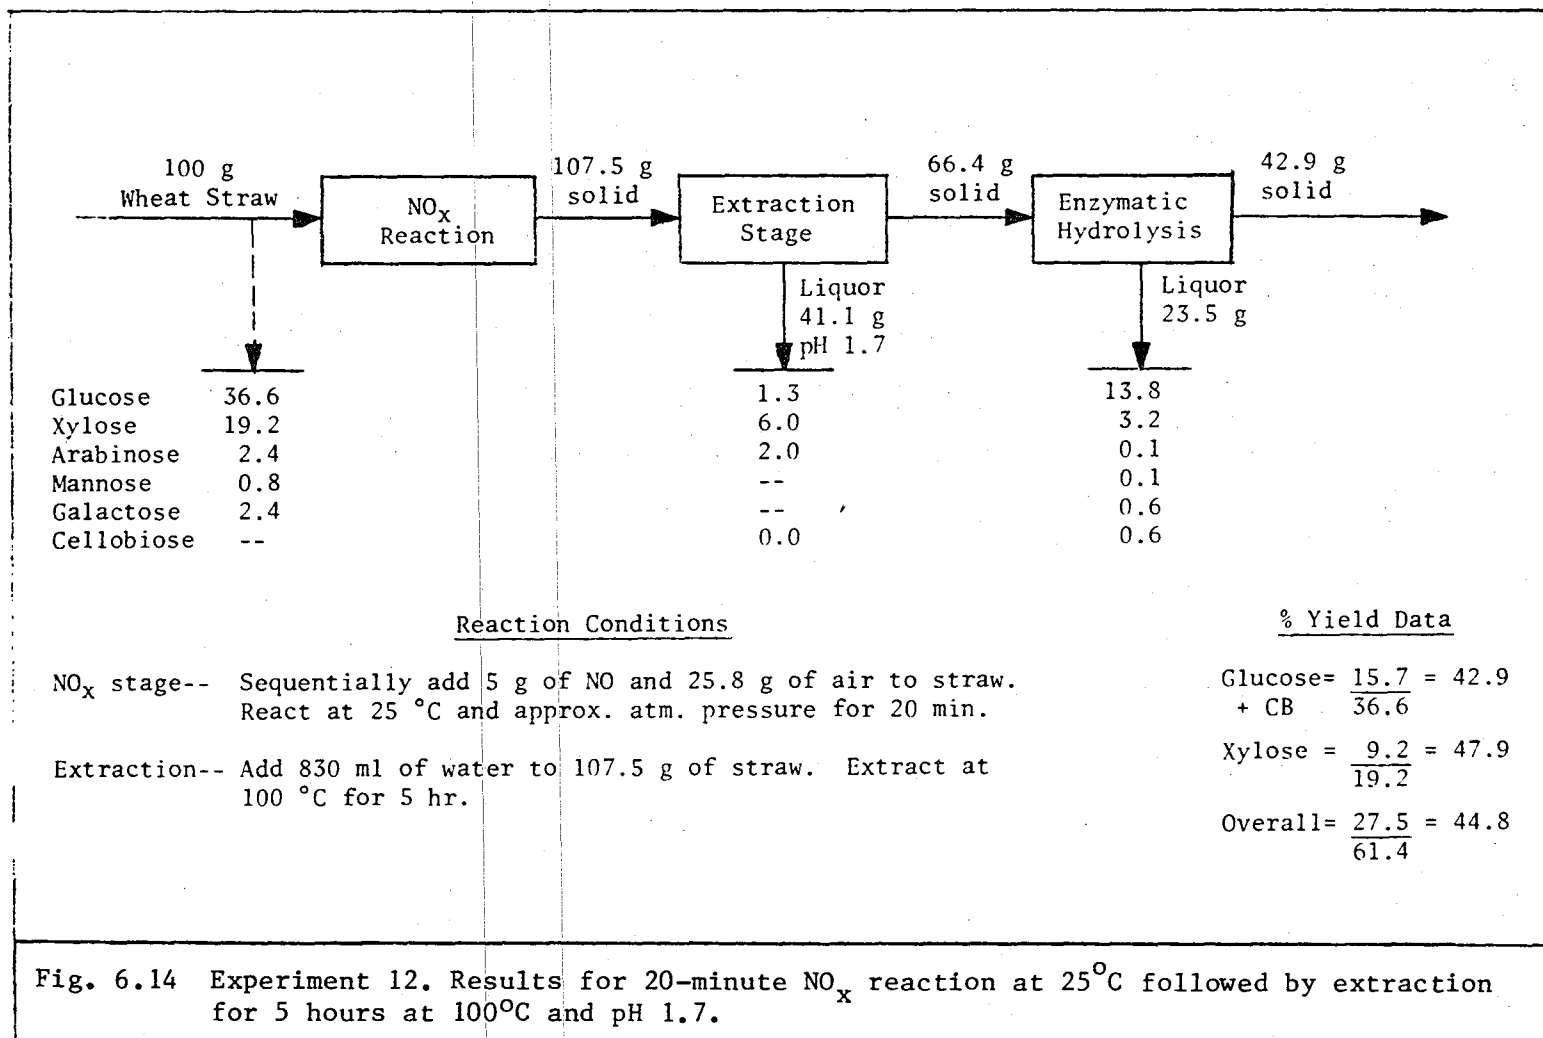 100 g
Wheat Straw
NOx
Reaction
107.5 g
solid
Extraction
Stage
66.4 g
solid
Enzymatic
Hydrolysis
42.9 g
solid
Liquor
41.1 g
pH 1.7
Liquor
23.5 g
Glucose 36.6 1.3 13.8
Xylose 19.2 6.0 3.2
Arabinose 2.4 2.0 0.1
Mannose 0.8 -- 0.1
Galactose 2.4 -- 0.6
Cellobiose -- 0.0 0.6
Reaction Conditions
NOx stage-- Sequentially add 5 g of NO and 25.8 g of air to straw.
React at 25 °C and approx. atm. pressure for 20 min.
Extraction-- Add 830 ml of water to 107.5 g of straw. Extract at
100 °C for 5 hr.
% Yield Data
Glucose= 15.7 = 42.9
+ CB 36.6
Xylose = 9.2 = 47.9
19.2
Overall= 27.5 = 44.8
61.4
Fig. 6.14 Experiment 12. Results for 20-minute NOx reaction at 25°C followed by extraction
for 5 hours at 100°C and pH 1.7.